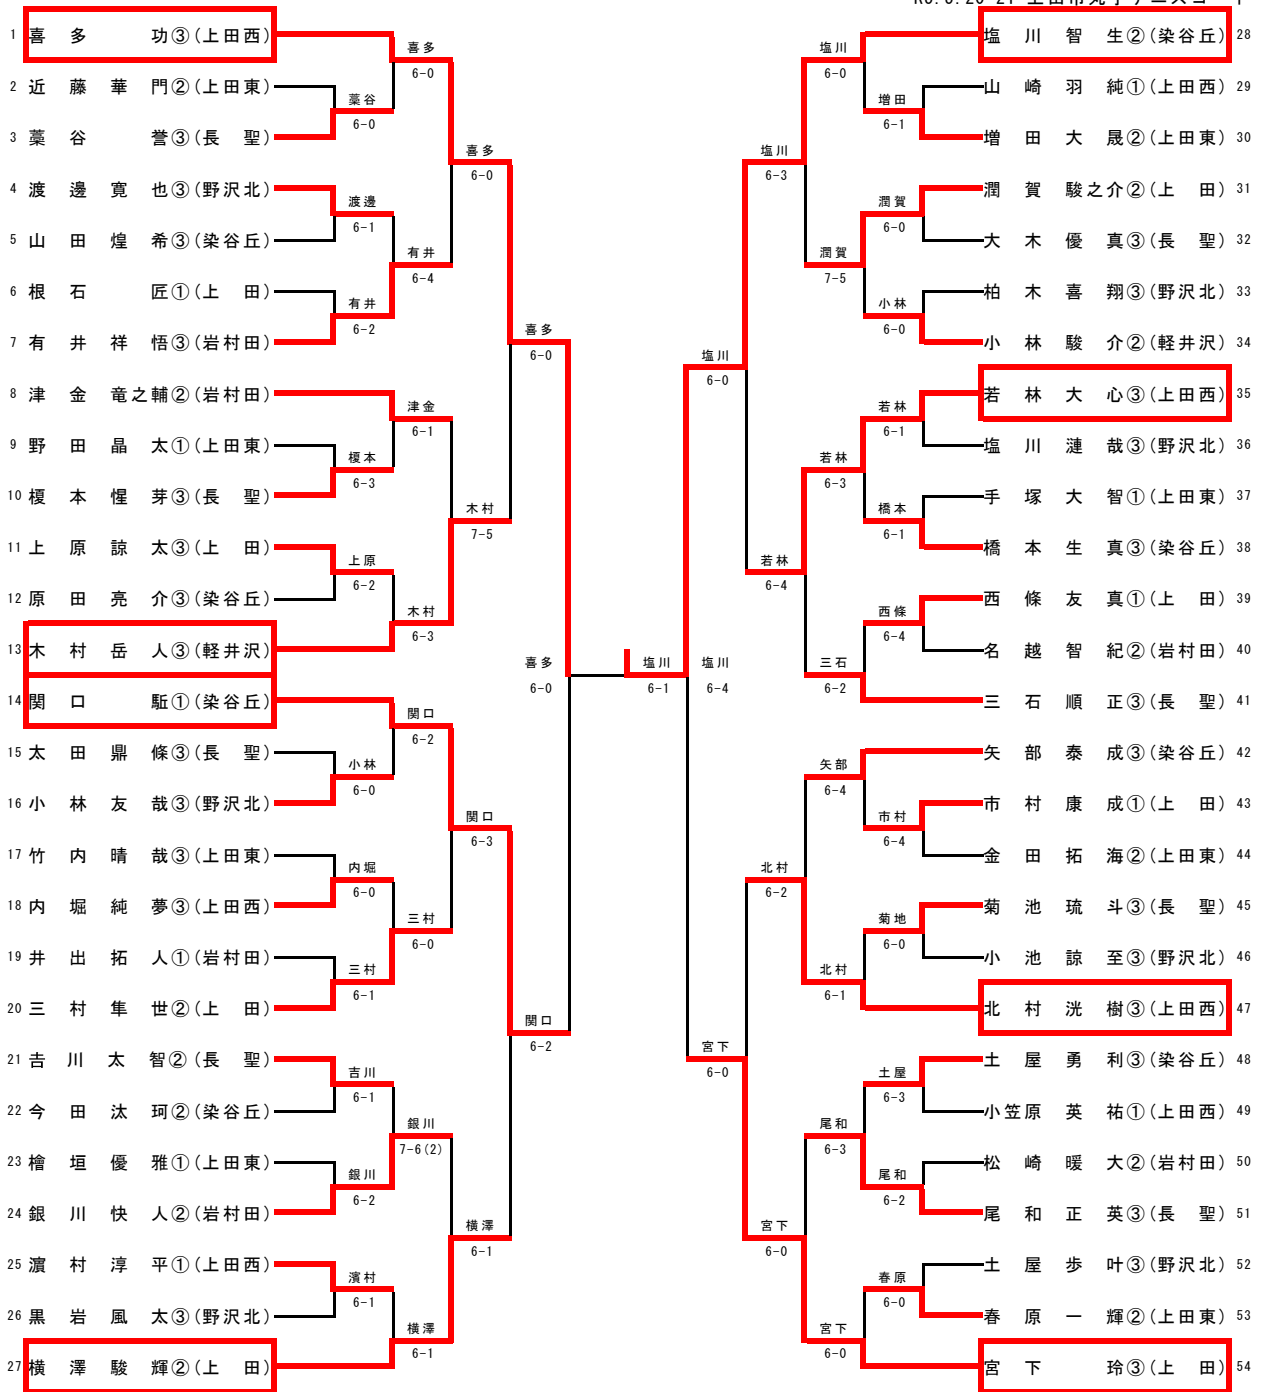 1 喜多 功③(上田西)
2 近藤華門②(上田東)
3 藁谷 誉③(長 聖)
4 渡邊寛也③(野沢北)
5 山田煌希③(染谷丘)
6 根石 匠①(上 田)
7 有井祥悟③(岩村田)
8 津金竜之輔②(岩村田)
9 野田晶太①(上田東)
10 榎本惺芽③(長 聖)
11 上原諒太③(上 田)
12 原田亮介③(染谷丘)
13 木村岳人③(軽井沢)
14 関口 駈①(染谷丘)
15 太田鼎條③(長 聖)
16 小林友哉③(野沢北)
17 竹内晴哉③(上田東)
18 内堀純夢③(上田西)
19 井出拓人①(岩村田)
20 三村隼世②(上 田)
21 吉川太智②(長 聖)
22 今田汰珂②(染谷丘)
23 檜垣優雅①(上田東)
24 銀川快人②(岩村田)
25 濵村淳平①(上田西)
26 黒岩風太③(野沢北)
27 横澤駿輝②(上 田)
藁谷
6-0
渡邊
6-1
有井
6-2
榎本
6-3
上原
6-2
小林
6-0
内堀
6-0
三村
6-1
吉川
6-1
銀川
6-2
濱村
6-1
喜多
6-0
有井
6-4
津金
6-1
木村
6-3
関口
6-2
三村
6-0
銀川
7-6(2)
横澤
6-1
喜多
6-0
木村
7-5
関口
6-3
横澤
6-1
喜多
6-0
関口
6-2
喜多
6-0
塩川
6-1
塩川
6-4
塩川
6-0
宮下
6-0
塩川
6-3
若林
6-4
北村
6-2
宮下
6-0
塩川
6-0
潤賀
7-5
若林
6-3
三石
6-2
矢部
6-4
北村
6-1
尾和
6-3
宮下
6-0
増田
6-1
潤賀
6-0
小林
6-0
若林
6-1
橋本
6-1
西條
6-4
市村
6-4
菊地
6-0
土屋
6-3
尾和
6-2
春原
6-0
塩川智生②(染谷丘) 28
山崎羽純①(上田西) 29
増田大晟②(上田東) 30
潤賀駿之介②(上 田) 31
大木優真③(長 聖) 32
柏木喜翔③(野沢北) 33
小林駿介②(軽井沢) 34
若林大心③(上田西) 35
塩川漣哉③(野沢北) 36
手塚大智①(上田東) 37
橋本生真③(染谷丘) 38
西條友真①(上 田) 39
名越智紀②(岩村田) 40
三石順正③(長 聖) 41
矢部泰成③(染谷丘) 42
市村康成①(上 田) 43
金田拓海②(上田東) 44
菊池琉斗③(長 聖) 45
小池諒至③(野沢北) 46
北村洸樹③(上田西) 47
土屋勇利③(染谷丘) 48
小笠原英祐①(上田西) 49
松崎暖大②(岩村田) 50
尾和正英③(長 聖) 51
土屋歩叶③(野沢北) 52
春原一輝②(上田東) 53
宮下 玲③(上 田) 54